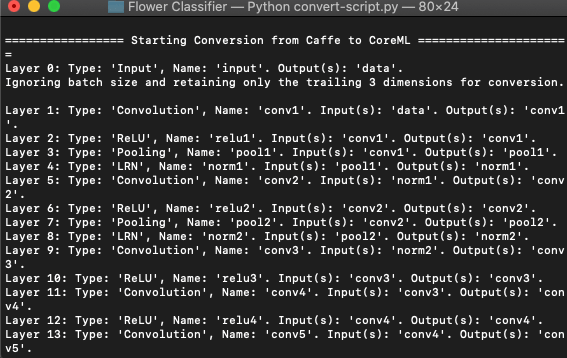 Flower Classifier — Python convert-script.py — 80×24
================= Starting Conversion from Caffe to CoreML =====================
=
Layer 0: Type: 'Input', Name: 'input'. Output(s): 'data'.
Ignoring batch size and retaining only the trailing 3 dimensions for conversion.
Layer 1: Type: 'Convolution', Name: 'conv1'. Input(s): 'data'. Output(s): 'conv1
'.
Layer 2: Type: 'ReLU', Name: 'relu1'. Input(s): 'conv1'. Output(s): 'conv1'.
Layer 3: Type: 'Pooling', Name: 'pool1'. Input(s): 'conv1'. Output(s): 'pool1'.
Layer 4: Type: 'LRN', Name: 'norm1'. Input(s): 'pool1'. Output(s): 'norm1'.
Layer 5: Type: 'Convolution', Name: 'conv2'. Input(s): 'norm1'. Output(s): 'conv
2'.
Layer 6: Type: 'ReLU', Name: 'relu2'. Input(s): 'conv2'. Output(s): 'conv2'.
Layer 7: Type: 'Pooling', Name: 'pool2'. Input(s): 'conv2'. Output(s): 'pool2'.
Layer 8: Type: 'LRN', Name: 'norm2'. Input(s): 'pool2'. Output(s): 'norm2'.
Layer 9: Type: 'Convolution', Name: 'conv3'. Input(s): 'norm2'. Output(s): 'conv
3'.
Layer 10: Type: 'ReLU', Name: 'relu3'. Input(s): 'conv3'. Output(s): 'conv3'.
Layer 11: Type: 'Convolution', Name: 'conv4'. Input(s): 'conv3'. Output(s): 'con
v4'.
Layer 12: Type: 'ReLU', Name: 'relu4'. Input(s): 'conv4'. Output(s): 'conv4'.
Layer 13: Type: 'Convolution', Name: 'conv5'. Input(s): 'conv4'. Output(s): 'con
v5'.